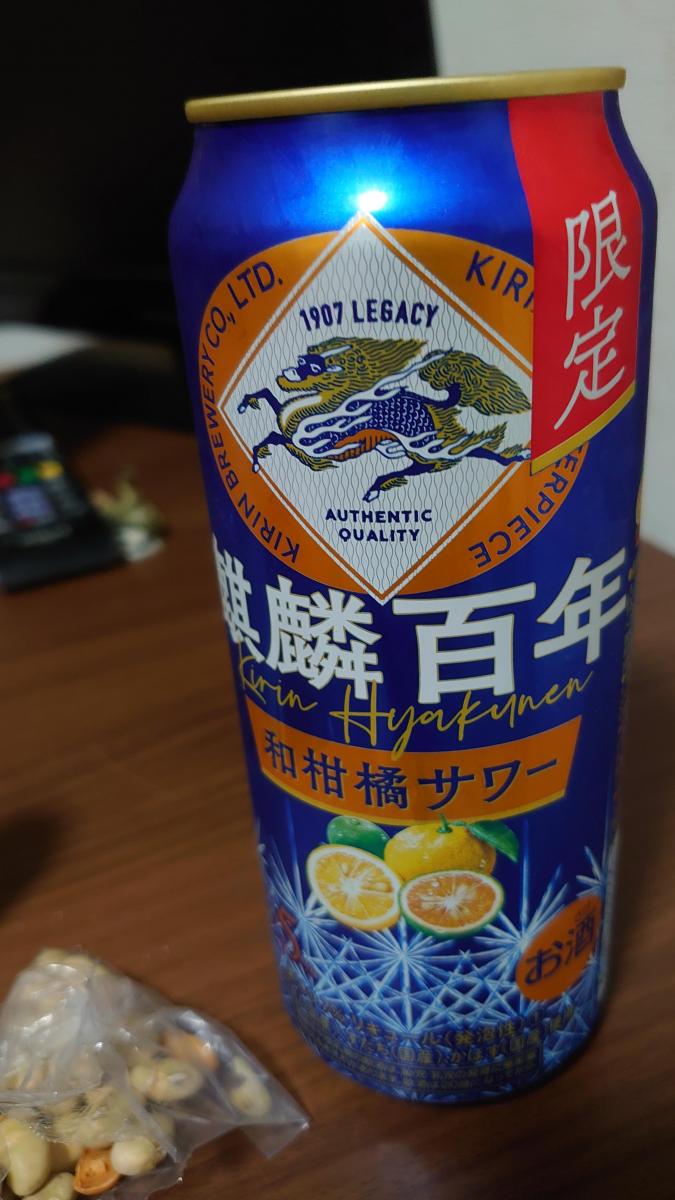 限定
KIRIN BREWERY CO., LTD.
1907 LEGACY
AUTHENTIC
QUALITY
麒麟百年
Kirin Hyakunen
和柑橘サワー
お酒